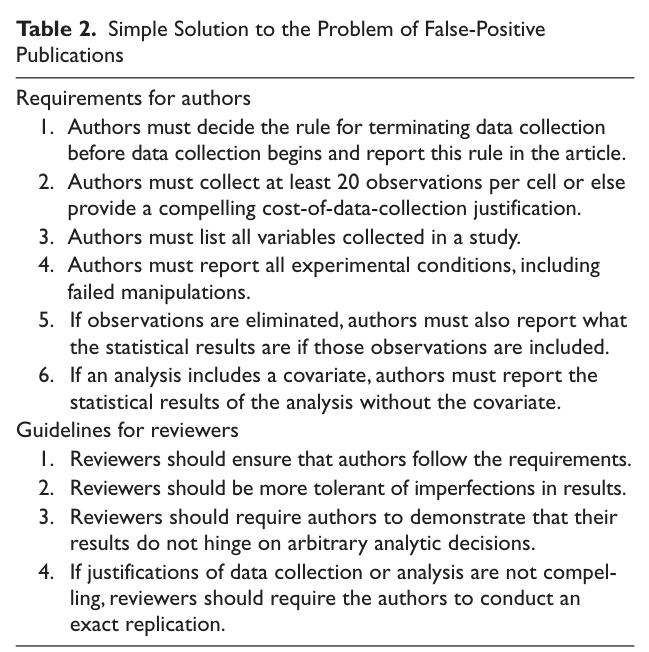 Table 2. Simple Solution to the Problem of False-Positive
Publications
Requirements for authors
1. Authors must decide the rule for terminating data collection
before data collection begins and report this rule in the article.
2. Authors must collect at least 20 observations per cell or else
provide a compelling cost-of-data-collection justification.
3. Authors must list all variables collected in a study.
4. Authors must report all experimental conditions, including
failed manipulations.
5. If observations are eliminated, authors must also report what
the statistical results are if those observations are included.
6. If an analysis includes a covariate, authors must report the
statistical results of the analysis without the covariate.
Guidelines for reviewers
1. Reviewers should ensure that authors follow the requirements.
2. Reviewers should be more tolerant of imperfections in results.
3. Reviewers should require authors to demonstrate that their
results do not hinge on arbitrary analytic decisions.
4. If justifications of data collection or analysis are not compel-
ling, reviewers should require the authors to conduct an
exact replication.